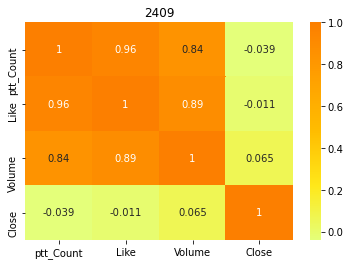 2409
ptt_Count 1 0.96 0.84 -0.039
Like 0.96 1 0.89 -0.011
Volume 0.84 0.89 1 0.065
Close -0.039 -0.011 0.065 1
ptt_Count Like Volume Close
1.0
0.8
0.6
0.4
0.2
0.0